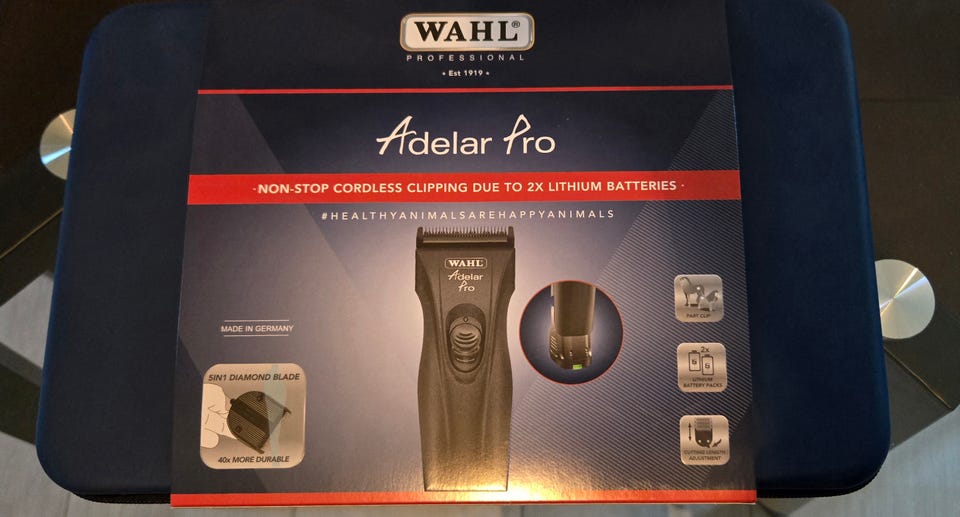 WAHL®
PROFESSIONAL
• Est 1919 •
Adelar Pro
·NON-STOP CORDLESS CLIPPING DUE TO 2X LITHIUM BATTERIES·
#HEALTHYANIMALSAREHAPPYANIMALS
WAHL
Adelar
Pro
PART CLIP
MADE IN GERMANY
2x
LITHIUM
BATTERY PACKS
5IN1 DIAMOND BLADE
40x MORE DURABLE
CUTTING LENGTH
ADJUSTMENT